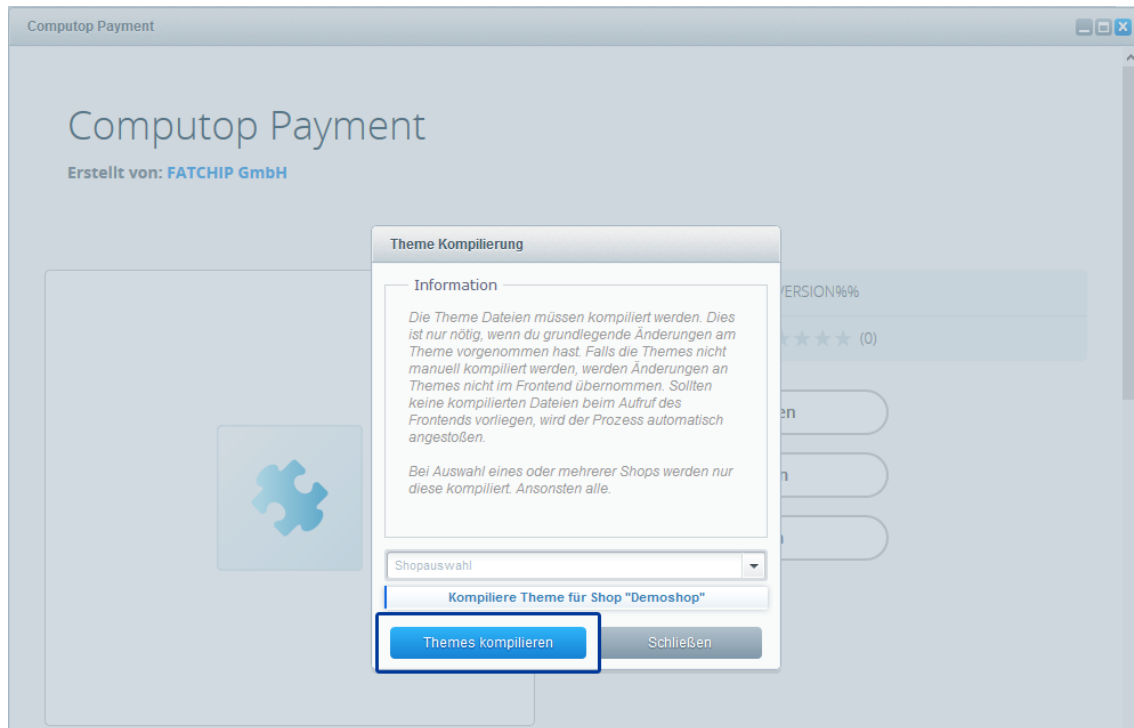 Computop Payment
Computop Payment
Erstellt von: FATCHIP GmbH
Theme Kompilierung
Information
Die Theme Dateien müssen kompiliert werden. Dies
ist nur nötig, wenn du grundlegende Änderungen am
Theme vorgenommen hast. Falls die Themes nicht
manuell kompiliert werden, werden Änderungen an
Themes nicht im Frontend übernommen. Sollten
keine kompilierten Dateien beim Aufruf des
Frontends vorliegen, wird der Prozess automatisch
angestoßen.
Bei Auswahl eines oder mehrerer Shops werden nur
diese kompiliert. Ansonsten alle.
Shopauswahl
Kompiliere Theme für Shop "Demoshop"
Themes kompilieren
Schließen
ERSION%%
(0)
en
n